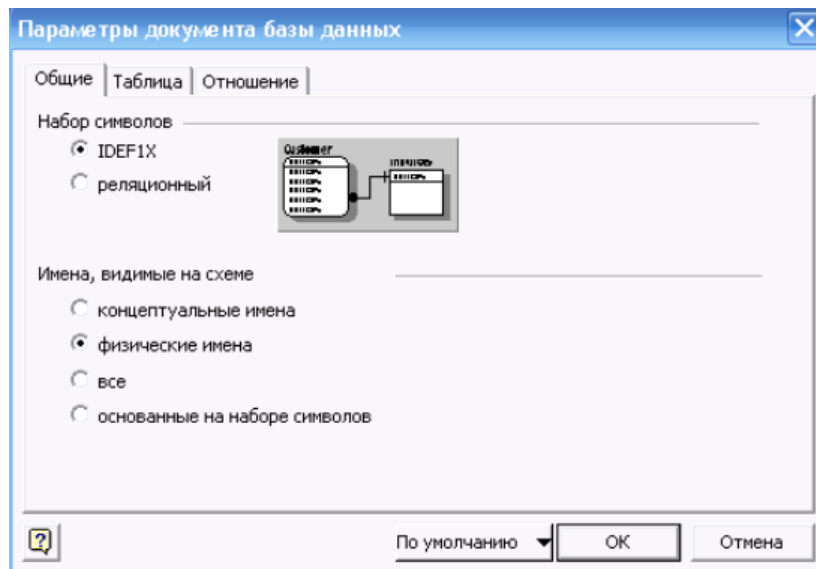 Параметры документа базы данных
Общие Таблица Отношение
Набор символов
IDEF1X
реляционный
Customer
Имена, видимые на схеме
концептуальные имена
физические имена
все
основанные на наборе символов
По умолчанию OK Отмена